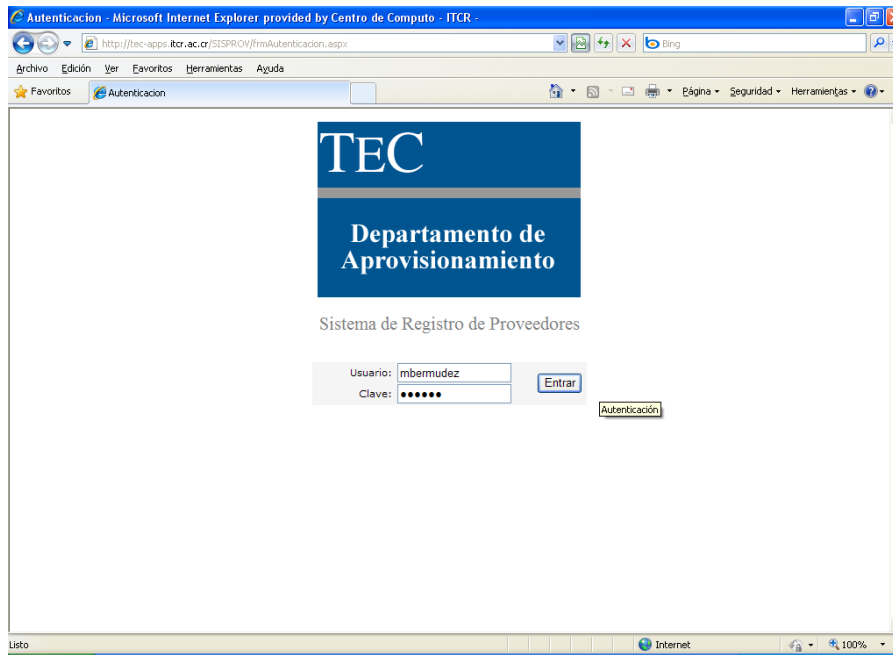 Autenticacion - Microsoft Internet Explorer provided by Centro de Computo - ITCR -
http://tec-apps.itcr.ac.cr/SISPROV/frmAutenticacion.aspx
Bing
Archivo Edición Ver Favoritos Herramientas Ayuda
Favoritos Autenticacion Página Seguridad Herramientas
TEC
Departamento de
Aprovisionamiento
Sistema de Registro de Proveedores
Usuario: mbermudez
Entrar
Clave: ••••••
Autenticación
Listo Internet 100%